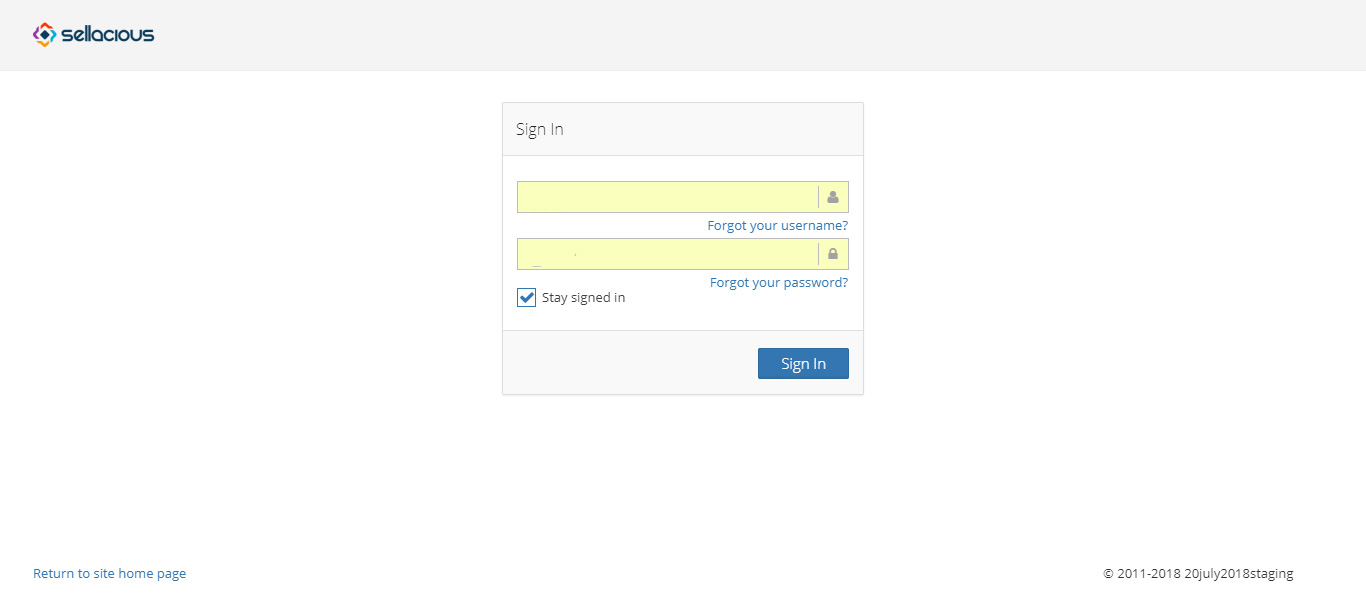 sellacious
Sign In
Forgot your username?
Forgot your password?
Stay signed in
Sign In
Return to site home page
© 2011-2018 20july2018staging